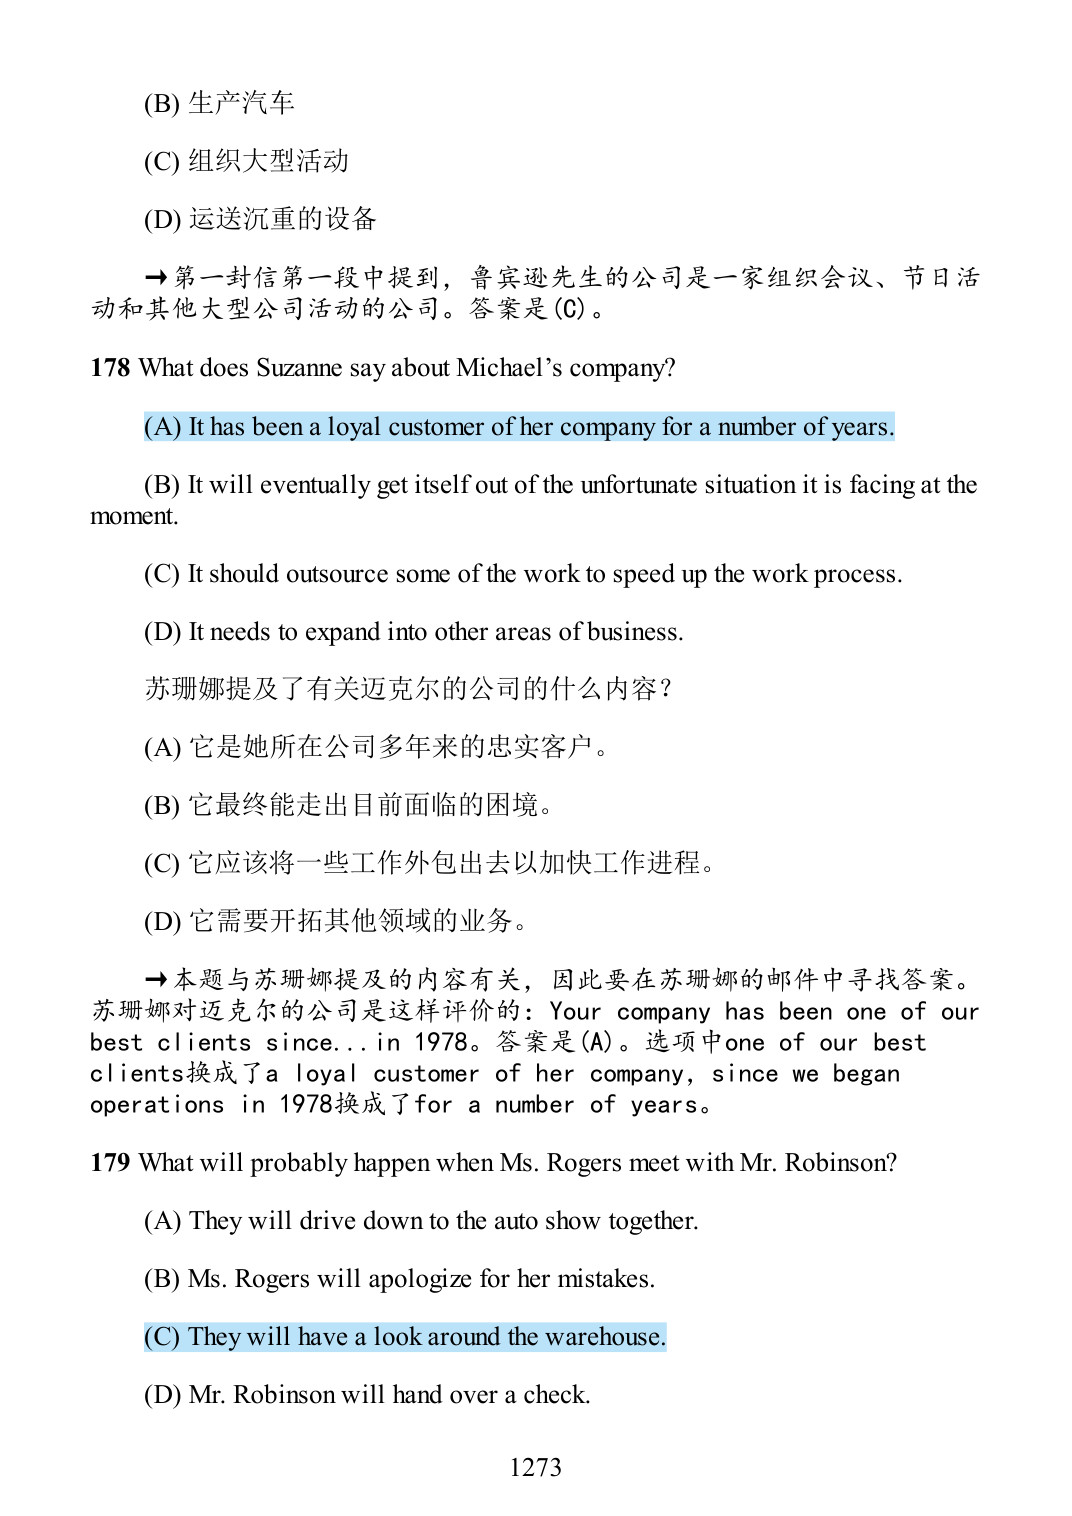 (B) 生产汽车
(C) 组织大型活动
(D) 运送沉重的设备
→第一封信第一段中提到，鲁宾逊先生的公司是一家组织会议、节日活
动和其他大型公司活动的公司。答案是(C)。
178 What does Suzanne say about Michael’s company?
(A) It has been a loyal customer of her company for a number of years.
(B) It will eventually get itself out of the unfortunate situation it is facing at the
moment.
(C) It should outsource some of the work to speed up the work process.
(D) It needs to expand into other areas of business.
苏珊娜提及了有关迈克尔的公司的什么内容？
(A) 它是她所在公司多年来的忠实客户。
(B) 它最终能走出目前面临的困境。
(C) 它应该将一些工作外包出去以加快工作进程。
(D) 它需要开拓其他领域的业务。
→本题与苏珊娜提及的内容有关，因此要在苏珊娜的邮件中寻找答案。
苏珊娜对迈克尔的公司是这样评价的：Your company has been one of our
best clients since...in 1978。答案是(A)。选项中one of our best
clients换成了a loyal customer of her company，since we began
operations in 1978换成了for a number of years。
179 What will probably happen when Ms. Rogers meet with Mr. Robinson?
(A) They will drive down to the auto show together.
(B) Ms. Rogers will apologize for her mistakes.
(C) They will have a look around the warehouse.
(D) Mr. Robinson will hand over a check.
1273